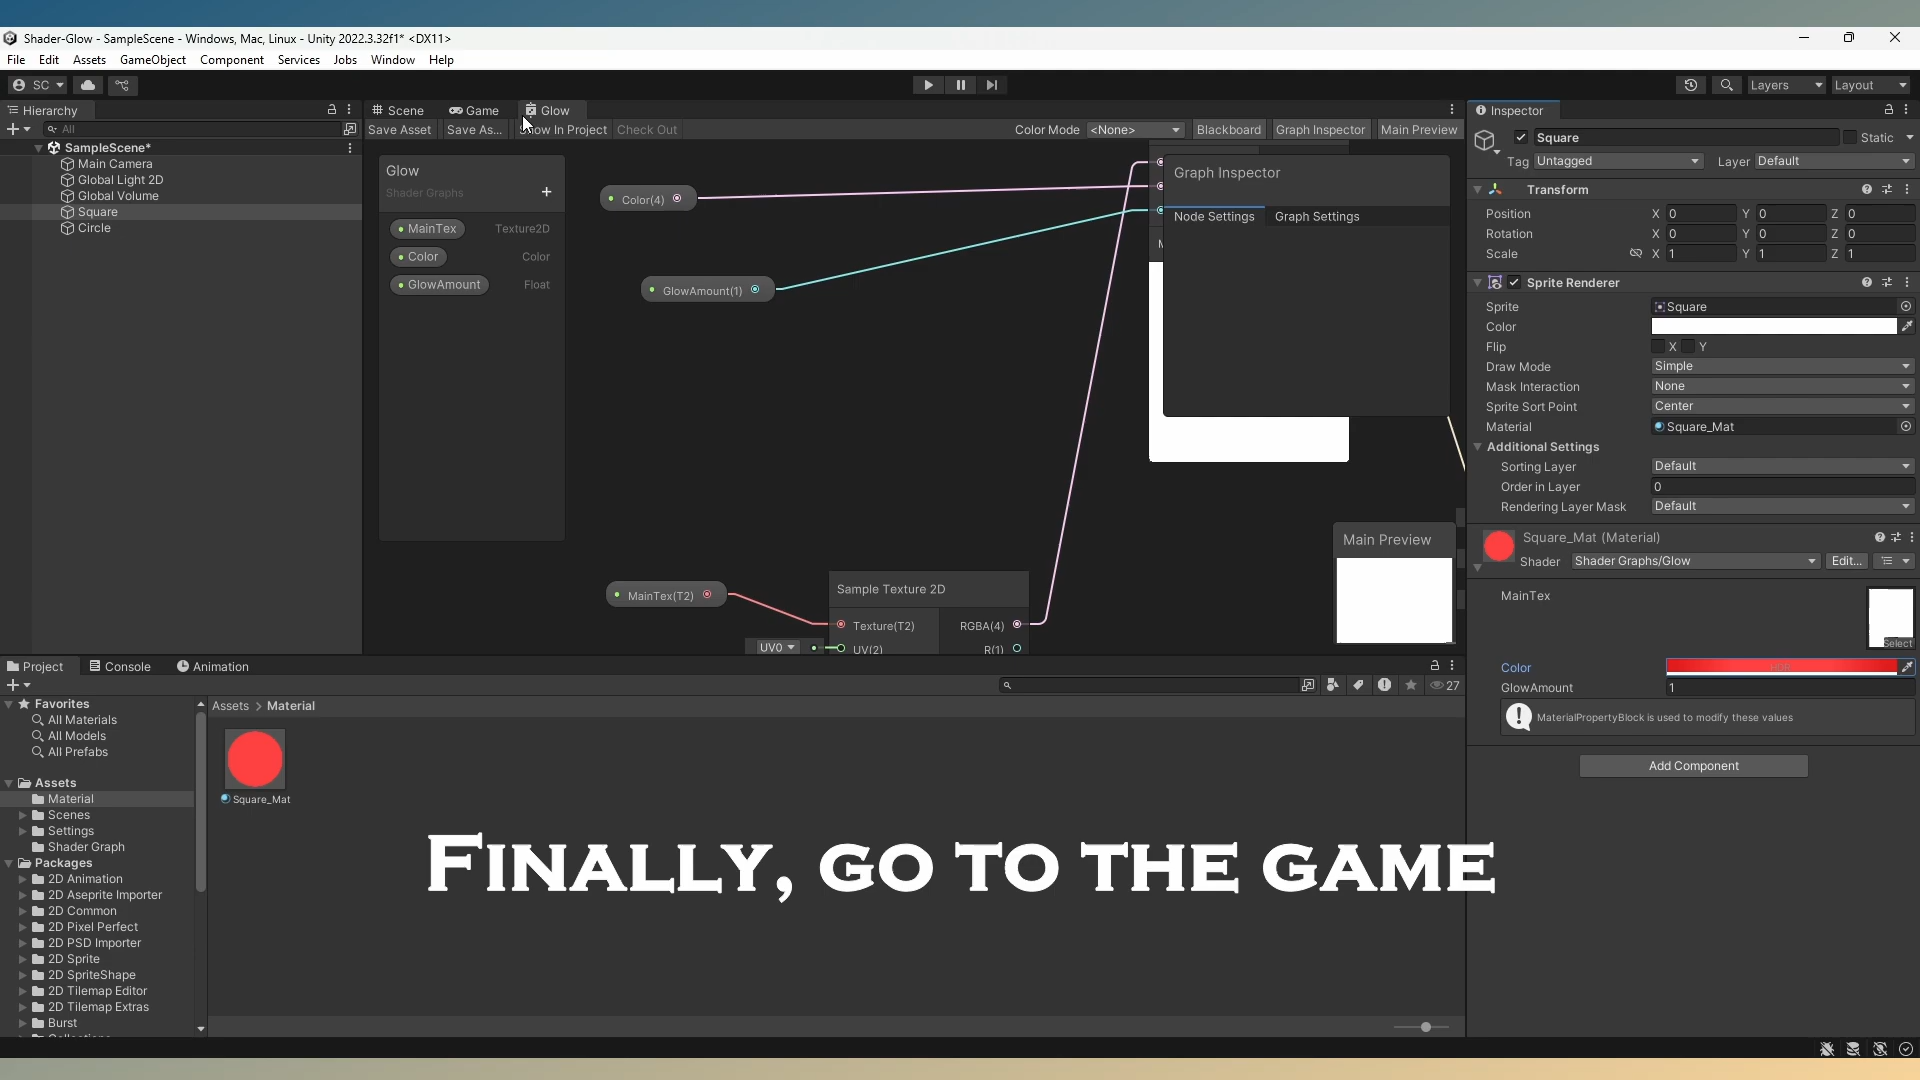 Shader-Glow - SampleScene - Windows, Mac, Linux - Unity 2022.3.32f1* <DX11>
File Edit Assets GameObject Component Services Jobs Window Help
SC
Layers
Layout
Hierarchy
All
SampleScene*
Main Camera
Global Light 2D
Global Volume
Square
Circle
Scene
Game
Glow
Save Asset
Save As...
Show In Project
Check Out
Color Mode
<None>
Blackboard
Graph Inspector
Main Preview
Glow
Shader Graphs
MainTex Texture2D
Color Color
GlowAmount Float
Color(4)
GlowAmount(1)
MainTex(T2)
Sample Texture 2D
Texture(T2) RGBA(4)
UV0 UV(2) R(1)
Graph Inspector
Node Settings Graph Settings
Main Preview
Inspector
Square
Static
Tag Untagged Layer Default
Transform
Position X 0 Y 0 Z 0
Rotation X 0 Y 0 Z 0
Scale X 1 Y 1 Z 1
Sprite Renderer
Sprite Square
Color
Flip X Y
Draw Mode Simple
Mask Interaction None
Sprite Sort Point Center
Material Square_Mat
Additional Settings
Sorting Layer Default
Order in Layer 0
Rendering Layer Mask Default
Square_Mat (Material)
Shader Shader Graphs/Glow Edit...
MainTex
Select
Color HDR
GlowAmount 1
MaterialPropertyBlock is used to modify these values
Add Component
Project
Console
Animation
27
Favorites
All Materials
All Models
All Prefabs
Assets
Material
Scenes
Settings
Shader Graph
Packages
2D Animation
2D Aseprite Importer
2D Common
2D Pixel Perfect
2D PSD Importer
2D Sprite
2D SpriteShape
2D Tilemap Editor
2D Tilemap Extras
Burst
Assets > Material
Square_Mat
Finally, go to the game